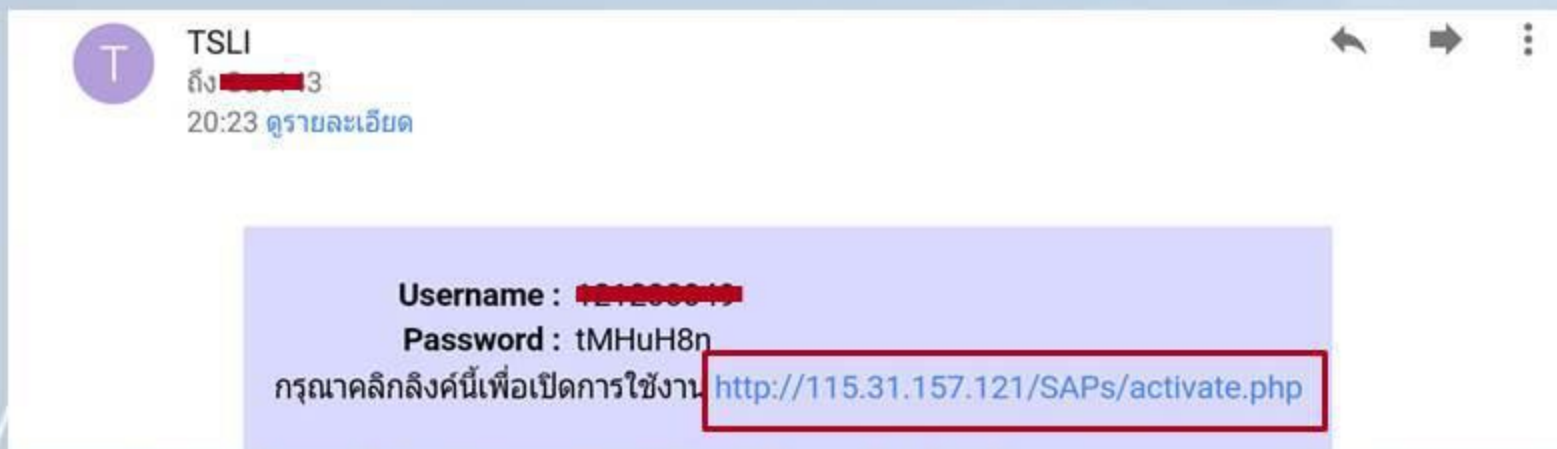 T
TSLI
ถึง 3
20:23 ดูรายละเอียด
Username :
Password : tMHuH8n
กรุณาคลิกลิงค์นี้เพื่อเปิดการใช้งาน http://115.31.157.121/SAPs/activate.php